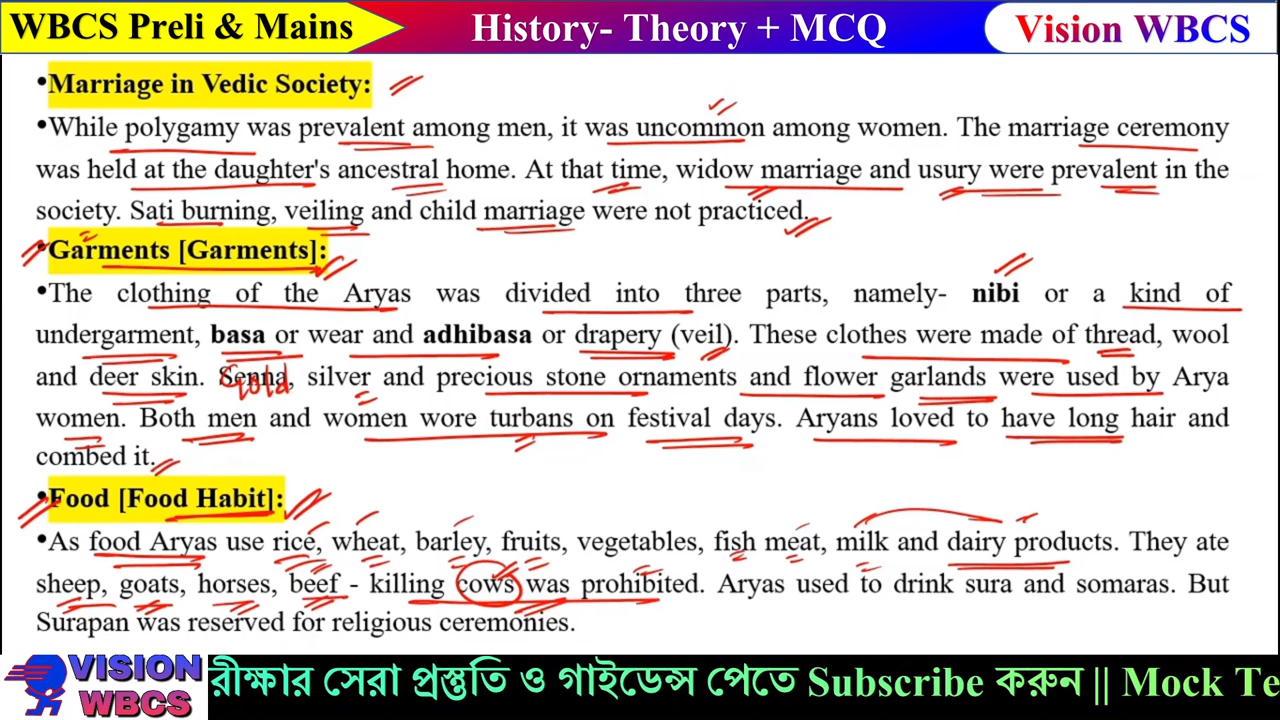 WBCS Preli & Mains
History- Theory + MCQ
Vision WBCS
•Marriage in Vedic Society:
•While polygamy was prevalent among men, it was uncommon among women. The marriage ceremony
was held at the daughter's ancestral home. At that time, widow marriage and usury were prevalent in the
society. Sati burning, veiling and child marriage were not practiced.
•Garments [Garments]:
•The clothing of the Aryas was divided into three parts, namely- nibi or a kind of
undergarment, basa or wear and adhibasa or drapery (veil). These clothes were made of thread, wool
and deer skin. Senna, silver and precious stone ornaments and flower garlands were used by Arya
Gold
women. Both men and women wore turbans on festival days. Aryans loved to have long hair and
combed it.
•Food [Food Habit]:
•As food Aryas use rice, wheat, barley, fruits, vegetables, fish meat, milk and dairy products. They ate
sheep, goats, horses, beef - killing cows was prohibited. Aryas used to drink sura and somaras. But
Surapan was reserved for religious ceremonies.
VISION
WBCS
রীক্ষার সেরা প্রস্তুতি ও গাইডেন্স পেতে Subscribe করুন || Mock Te